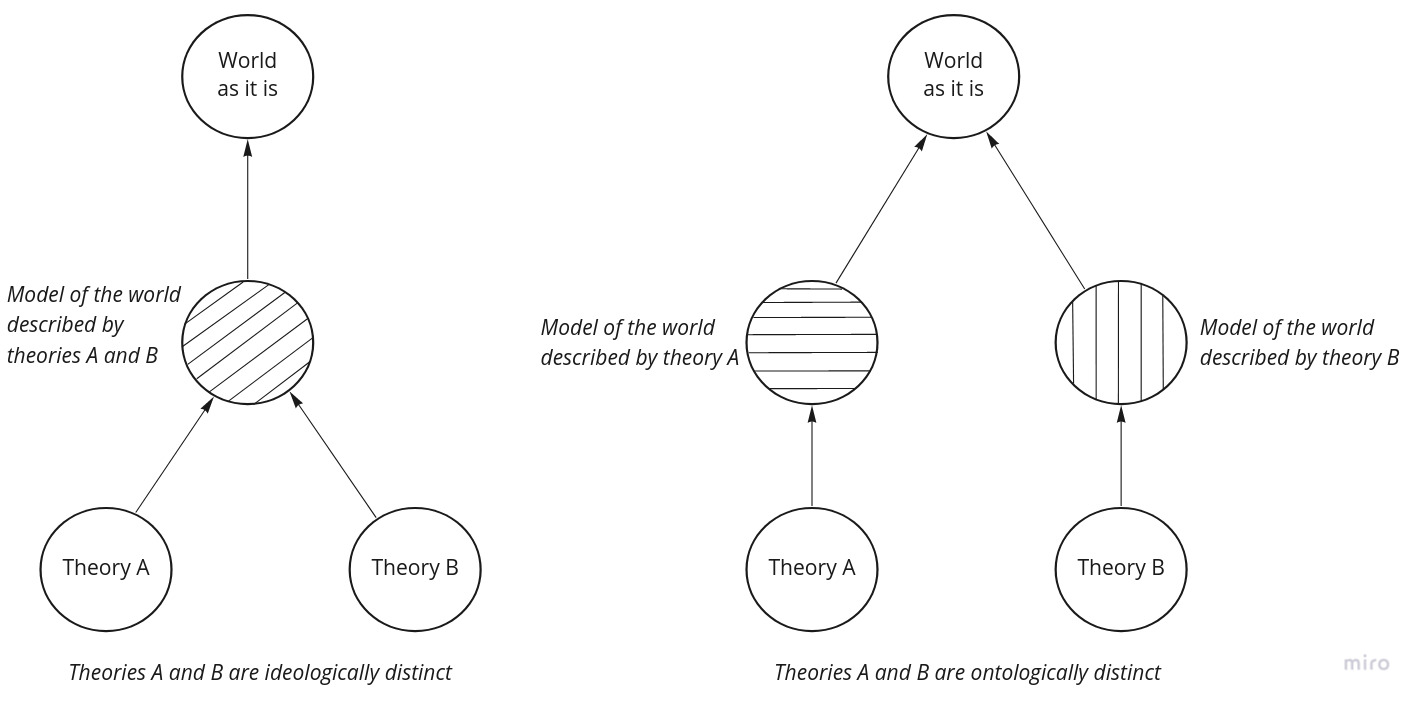 World
as it is
Model of the world
described by
theories A and B
Theory A
Theory B
Theories A and B are ideologically distinct
World
as it is
Model of the world
described by theory A
Model of the world
described by theory B
Theory A
Theory B
Theories A and B are ontologically distinct
miro